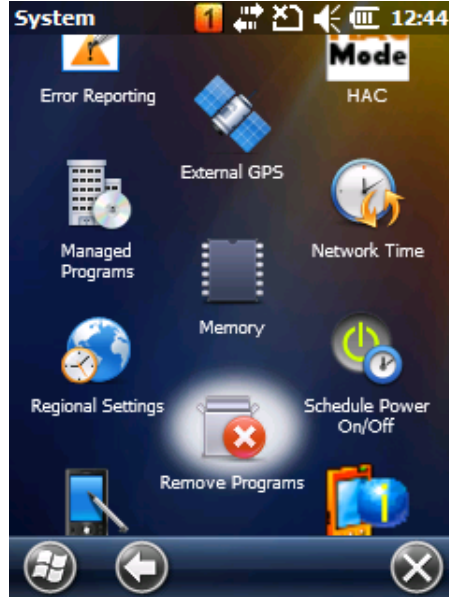 System 1 12:44
Mode
Error Reporting
HAC
External GPS
Managed
Programs
Network Time
Memory
Regional Settings
Schedule Power
On/Off
Remove Programs
1